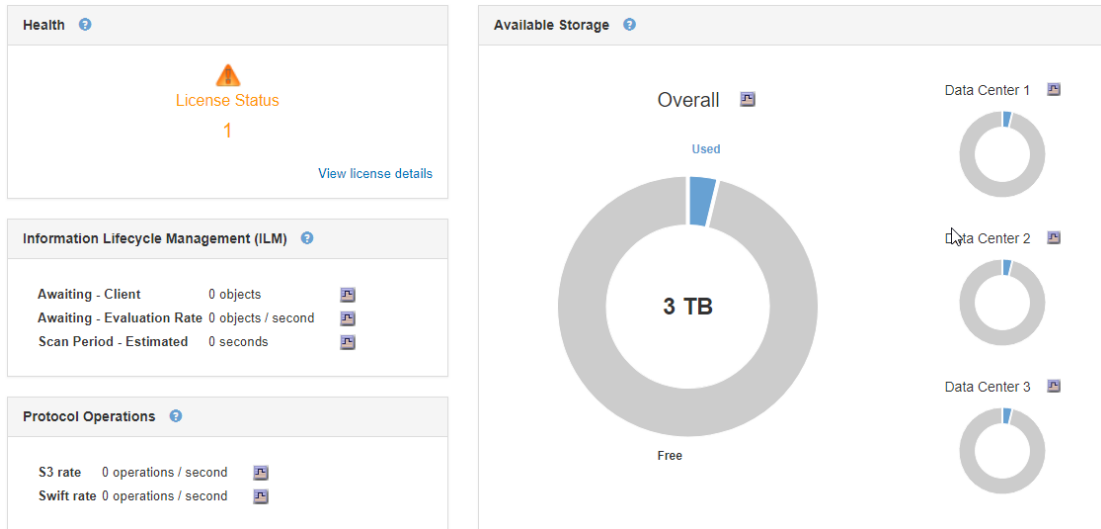 Health
License Status
1
View license details
Information Lifecycle Management (ILM)
Awaiting - Client 0 objects
Awaiting - Evaluation Rate 0 objects / second
Scan Period - Estimated 0 seconds
Protocol Operations
S3 rate 0 operations / second
Swift rate 0 operations / second
Available Storage
Overall
Used
3 TB
Free
Data Center 1
Data Center 2
Data Center 3